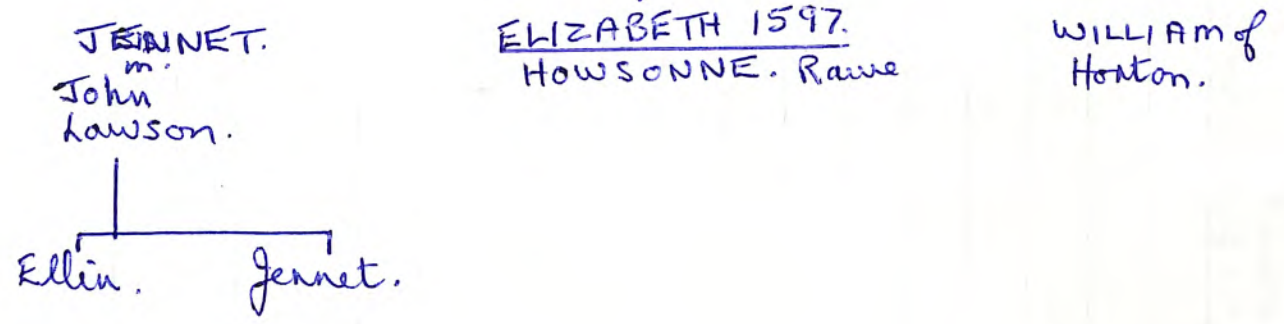 JENNET.
m.
John
Lawson.
ELIZABETH 1597.
HOWSONNE. Rawe
WILLIAM of
Horton.
Ellin.
Jennet.